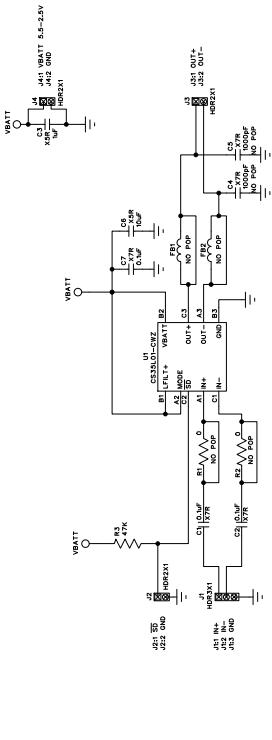 J4:1 VBATT 5.5-2.5V
J4:2 GND
VBATT
J4
HDR2X1
C3
X5R
1uF
J3:1 OUT+
J3:2 OUT-
J3
HDR2X1
C5
X7R
1000pF
NO POP
C4
X7R
1000pF
NO POP
FB1
NO POP
FB2
NO POP
C6
X5R
10uF
C7
X7R
0.1uF
VBATT
U1
CS35L01-CWZ
B2
VBATT
C3
OUT+
A3
OUT-
B3
GND
B1
LFILT+
A2
MODE
C2
SD
A1
IN+
C1
IN-
R1
0
NO POP
R2
0
NO POP
C1
0.1uF
X7R
C2
0.1uF
X7R
VBATT
R3
47K
J2
HDR2X1
J2:1 SD
J2:2 GND
J1
HDR3X1
J1:1 IN+
J1:2 IN-
J1:3 GND